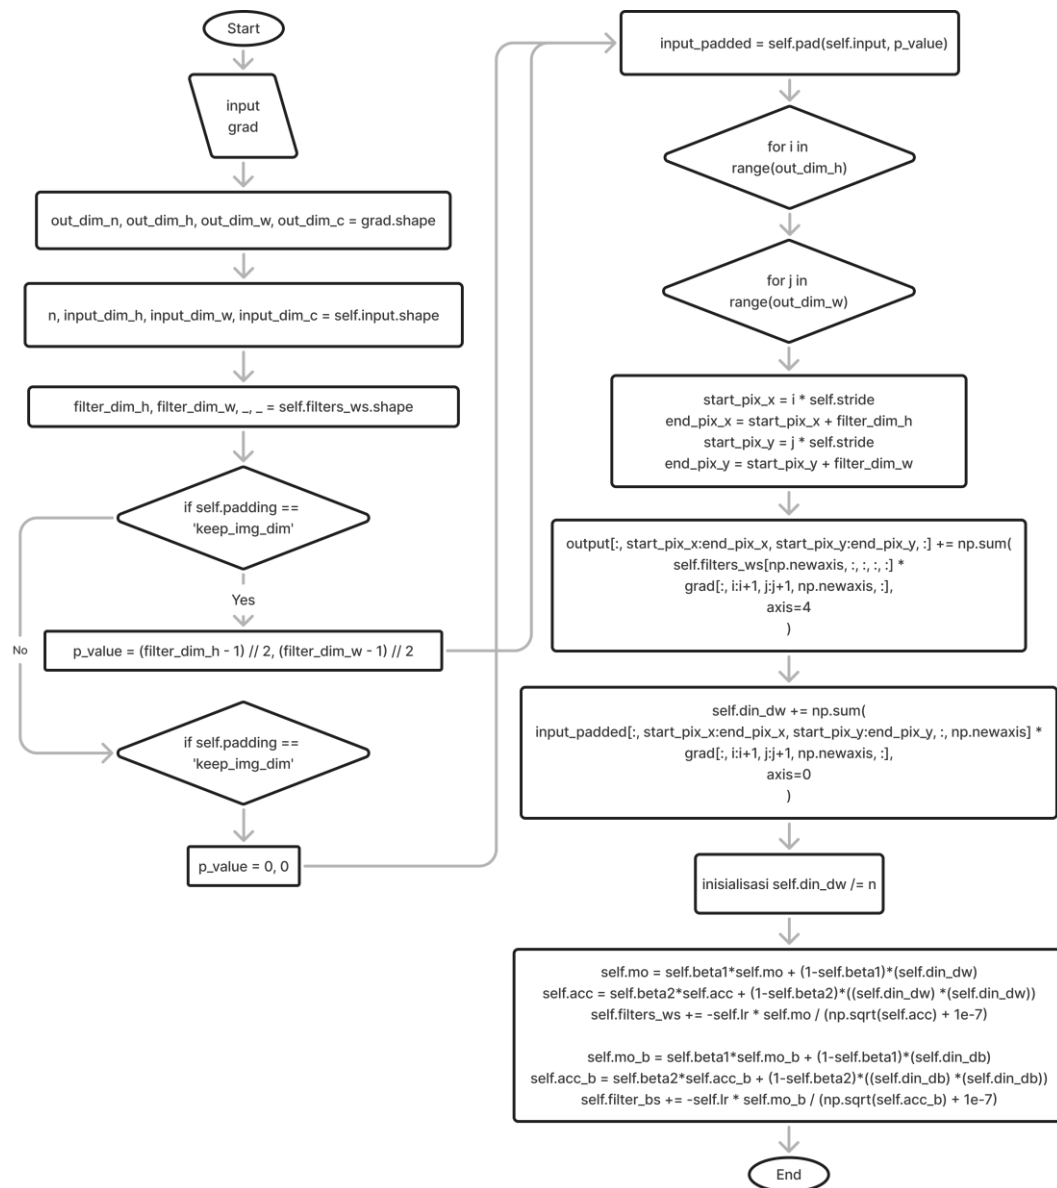 Start
input
grad
out_dim_n, out_dim_h, out_dim_w, out_dim_c = grad.shape
n, input_dim_h, input_dim_w, input_dim_c = self.input.shape
filter_dim_h, filter_dim_w, _, _ = self.filters_ws.shape
if self.padding ==
'keep_img_dim'
Yes
No
p_value = (filter_dim_h - 1) // 2, (filter_dim_w - 1) // 2
if self.padding ==
'keep_img_dim'
p_value = 0, 0
input_padded = self.pad(self.input, p_value)
for i in
range(out_dim_h)
for j in
range(out_dim_w)
start_pix_x = i * self.stride
end_pix_x = start_pix_x + filter_dim_h
start_pix_y = j * self.stride
end_pix_y = start_pix_y + filter_dim_w
output[:, start_pix_x:end_pix_x, start_pix_y:end_pix_y, :] += np.sum(
self.filters_ws[np.newaxis, :, :, :, :] *
grad[:, i:i+1, j:j+1, np.newaxis, :],
axis=4
)
self.din_dw += np.sum(
input_padded[:, start_pix_x:end_pix_x, start_pix_y:end_pix_y, :, np.newaxis] *
grad[:, i:i+1, j:j+1, np.newaxis, :],
axis=0
)
inisialisasi self.din_dw /= n
self.mo = self.beta1*self.mo + (1-self.beta1)*(self.din_dw)
self.acc = self.beta2*self.acc + (1-self.beta2)*((self.din_dw) *(self.din_dw))
self.filters_ws += -self.lr * self.mo / (np.sqrt(self.acc) + 1e-7)
self.mo_b = self.beta1*self.mo_b + (1-self.beta1)*(self.din_db)
self.acc_b = self.beta2*self.acc_b + (1-self.beta2)*((self.din_db) *(self.din_db))
self.filter_bs += -self.lr * self.mo_b / (np.sqrt(self.acc_b) + 1e-7)
End